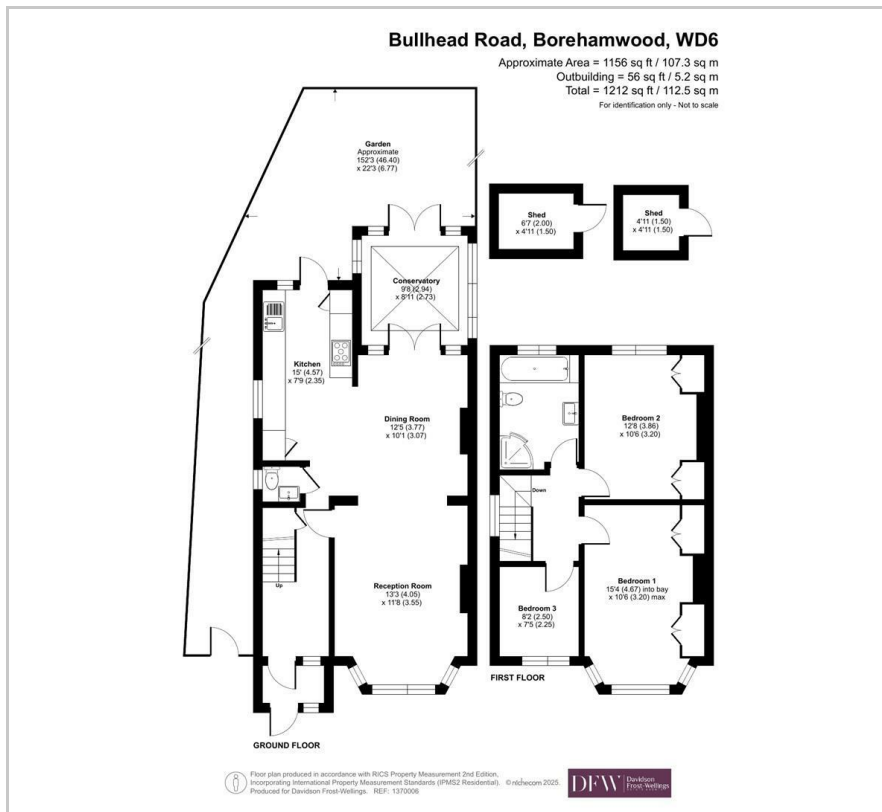 Bullhead Road, Borehamwood, WD6
Approximate Area = 1156 sq ft / 107.3 sq m
Outbuilding = 56 sq ft / 5.2 sq m
Total = 1212 sq ft / 112.5 sq m
For identification only - Not to scale
Garden
Approximate
152'3 (46.40)
x 22'3 (6.77)
Shed
6'7 (2.00)
x 4'11 (1.50)
Shed
4'11 (1.50)
x 4'11 (1.50)
Conservatory
9'8 (2.94)
x 8'11 (2.73)
Kitchen
15' (4.57)
x 7'9 (2.35)
Dining Room
12'5 (3.77)
x 10'1 (3.07)
Bedroom 2
12'8 (3.86)
x 10'6 (3.20)
Down
Up
Reception Room
13'3 (4.05)
x 11'8 (3.55)
Bedroom 1
15'4 (4.67) into bay
x 10'6 (3.20) max
Bedroom 3
8'2 (2.50)
x 7'5 (2.25)
FIRST FLOOR
GROUND FLOOR
Floor plan produced in accordance with RICS Property Measurement 2nd Edition,
Incorporating International Property Measurement Standards (IPMS2 Residential). © nichecom 2025.
Produced for Davidson Frost-Wellings. REF: 1370006
DFW
Davidson
Frost-Wellings